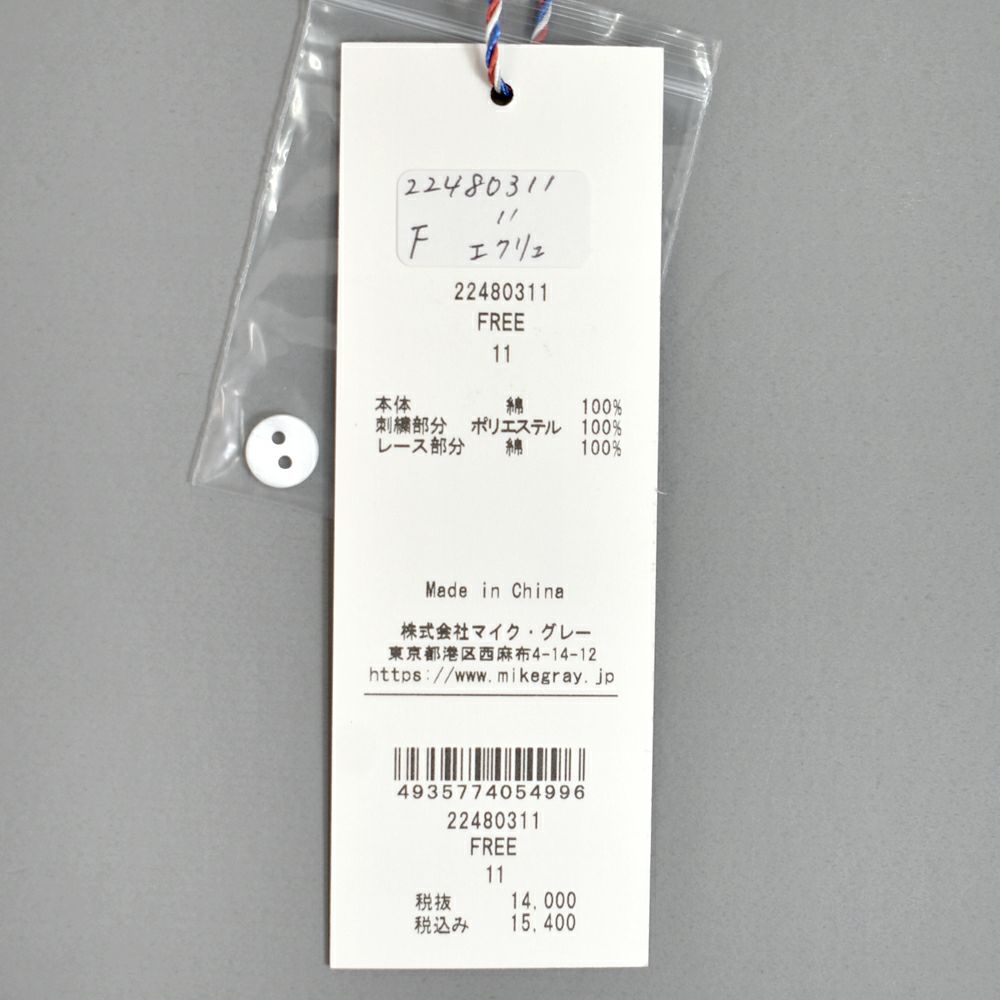 22480311
11
F エクリュ
22480311
FREE
11
本体 綿 100%
刺繍部分 ポリエステル 100%
レース部分 綿 100%
Made in China
株式会社マイク・グレー
東京都港区西麻布4-14-12
https://www.mikegray.jp
4935774054996
22480311
FREE
11
税抜 14,000
税込み 15,400